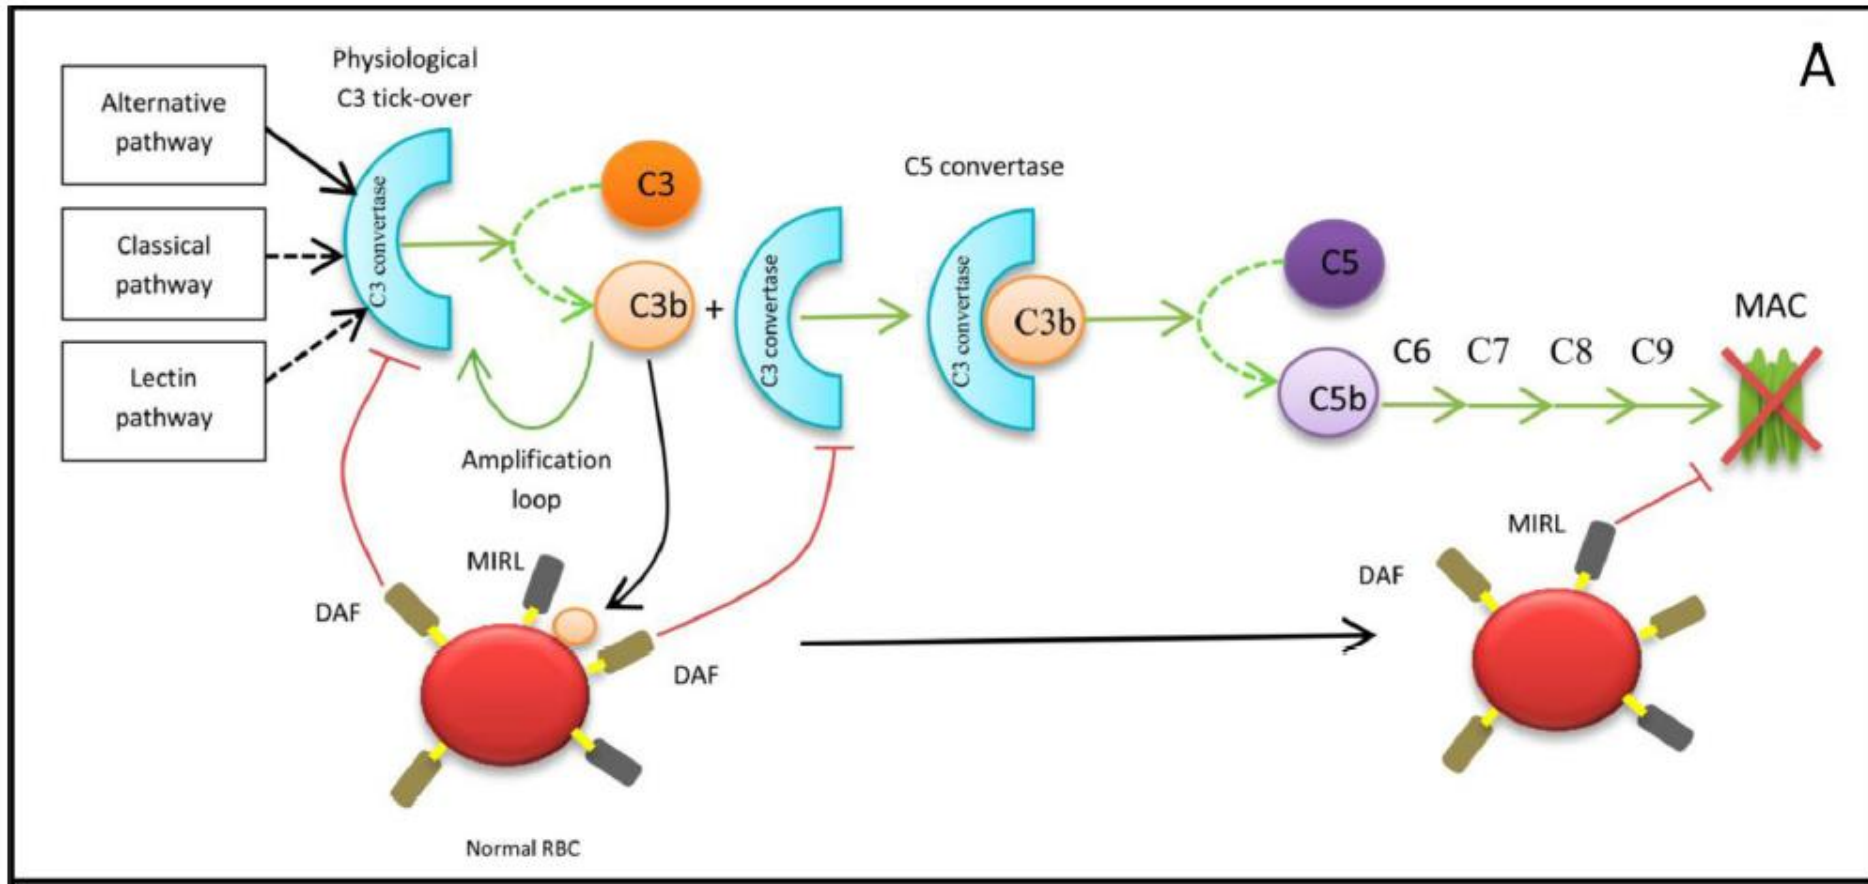 A
Physiological
C3 tick-over
Alternative
pathway
Classical
pathway
Lectin
pathway
C3 convertase
C3
C3b
+
C3 convertase
C5 convertase
C3 convertase
C3b
C5
C5b
C6 C7 C8 C9
MAC
Amplification
loop
MIRL
DAF
DAF
Normal RBC
MIRL
DAF